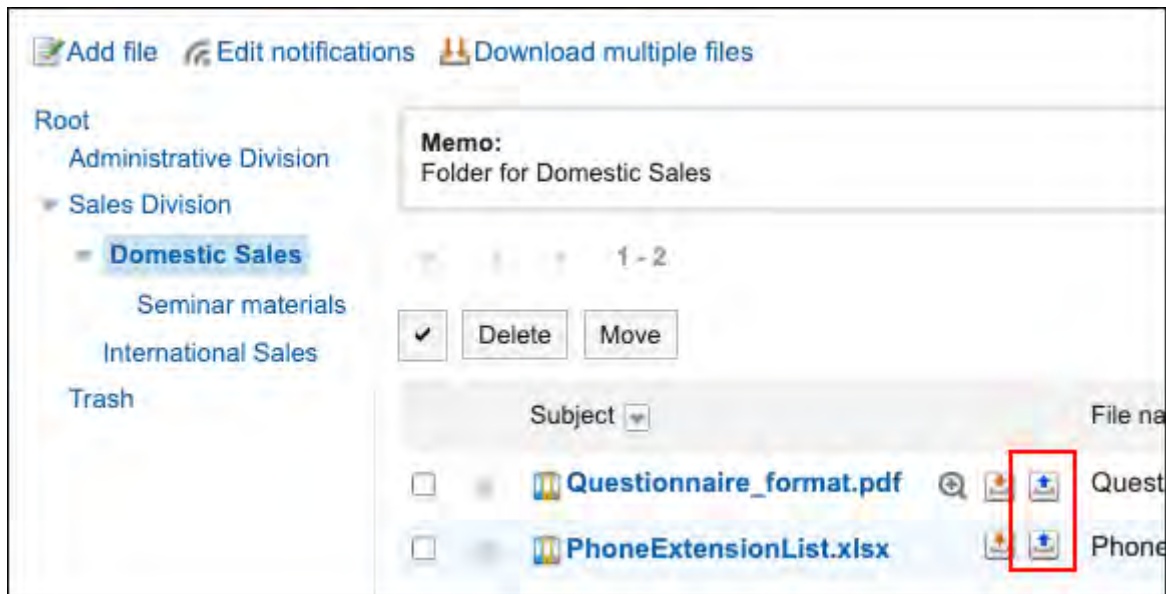 Add file Edit notifications Download multiple files
Root
Administrative Division
Sales Division
Domestic Sales
Seminar materials
International Sales
Trash
Memo:
Folder for Domestic Sales
1 - 2
Delete Move
Subject File na
Questionnaire_format.pdf Quest
PhoneExtensionList.xlsx Phone